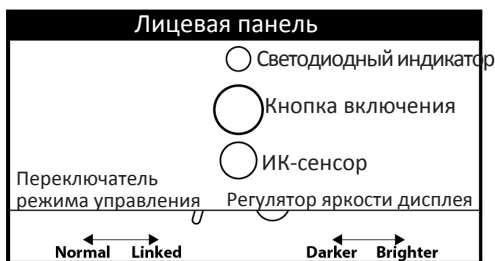 Лицевая панель
Светодиодный индикатор
Кнопка включения
ИК-сенсор
Переключатель
режима управления
Регулятор яркости дисплея
Normal Linked
Darker Brighter